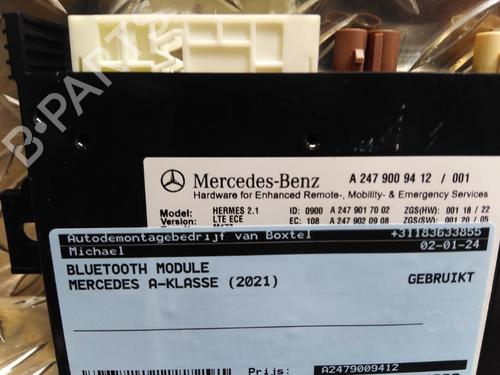 B-PARTS
Mercedes-Benz A 247 900 94 12 / 001
Hardware for Enhanced Remote-, Mobility- & Emergency Services
Model: HERMES 2.1 ID: 0900 A 247 901 70 02 ZGS(HW): 001 18 / 22
Version: LTE ECE EC: 108 A 247 902 09 08 ZGS(SW): 001 20 / 05
Autodemontagebedrijf van Boxtel +31183633855
Michael 02-01-24
BLUETOOTH MODULE
MERCEDES A-KLASSE (2021) GEBRUIKT
Prijs: A2479009412